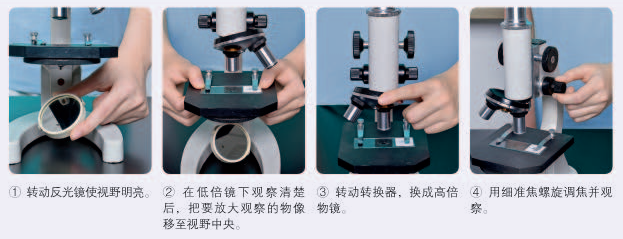 ① 转动反光镜使视野明亮。
② 在低倍镜下观察清楚
后，把要放大观察的物像
移至视野中央。
③ 转动转换器，换成高倍
物镜。
④ 用细准焦螺旋调焦并观
察。